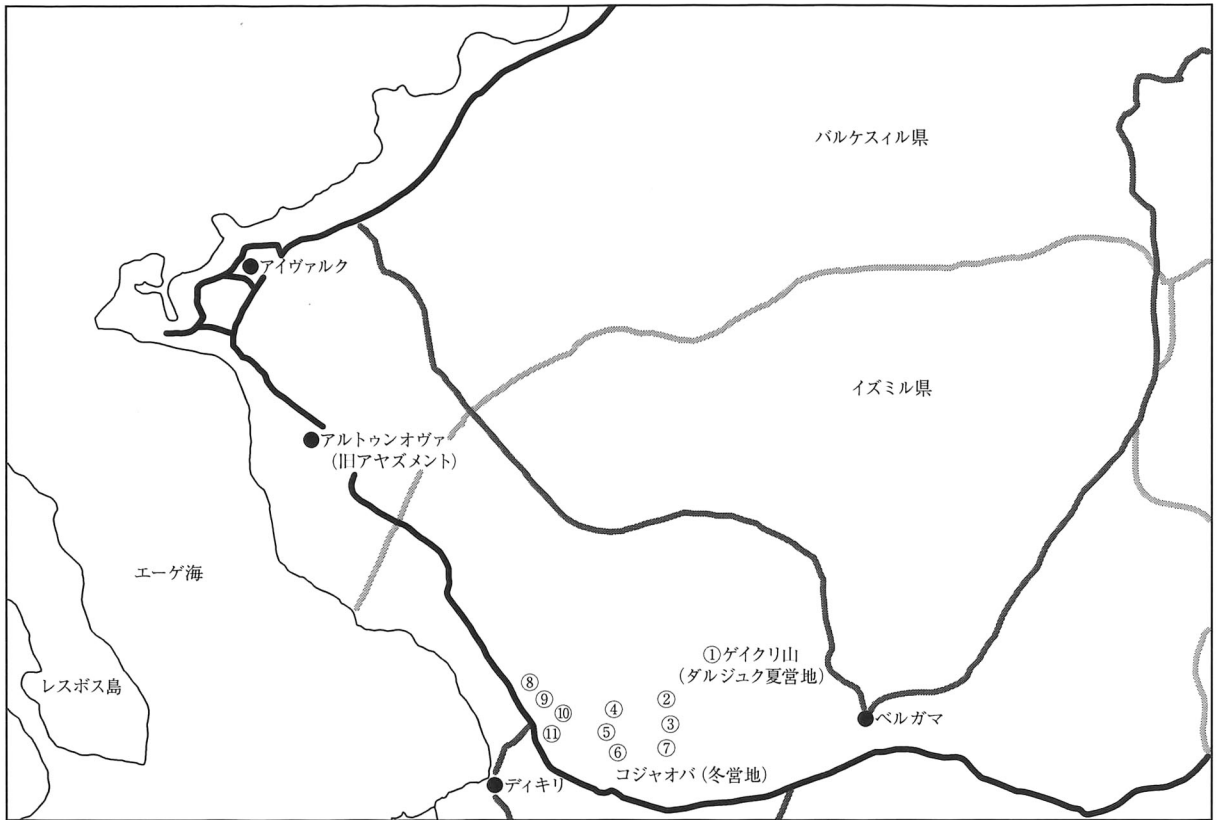 バルケスィル県
アイヴァルク
イズミル県
アルトゥンオヴァ
(旧アヤズメント)
エーゲ海
①ゲイクリ山
(ダルジュク夏営地)
レスボス島
⑧
②
⑨
④
⑩
③
ベルガマ
⑤
⑪
⑥
⑦
コジャオバ(冬営地)
ディキリ